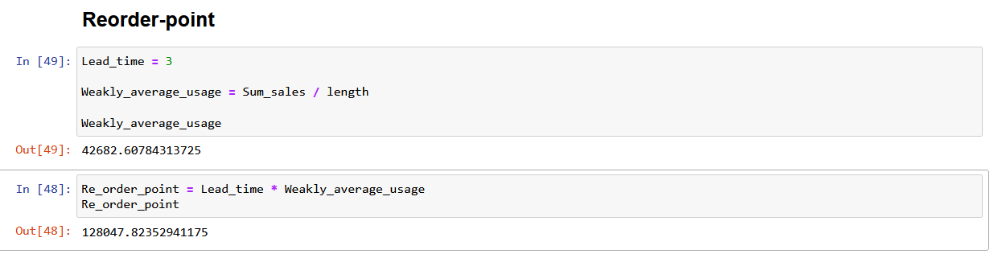 Reorder-point
In [49]: Lead_time = 3
Weakly_average_usage = Sum_sales / length
Weakly_average_usage
Out[49]: 42682.60784313725
In [48]: Re_order_point = Lead_time * Weakly_average_usage
Re_order_point
Out[48]: 128047.82352941175